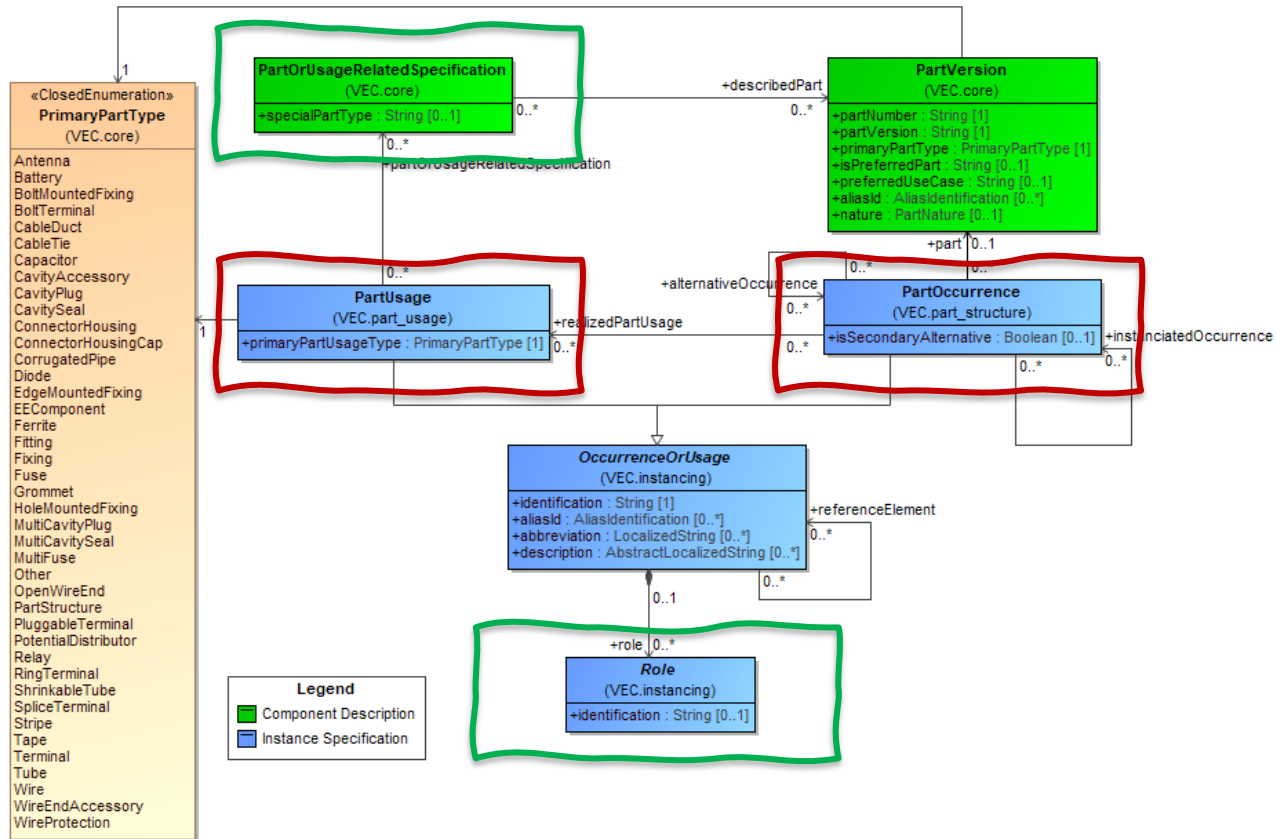 «ClosedEnumeration»
PrimaryPartType
(VEC.core)
Antenna
Battery
BoltMountedFixing
BoltTerminal
CableDuct
CableTie
Capacitor
CavityAccessory
CavityPlug
CavitySeal
ConnectorHousing
ConnectorHousingCap
CorrugatedPipe
Diode
EdgeMountedFixing
EEComponent
Ferrite
Fitting
Fixing
Fuse
Grommet
HoleMountedFixing
MultiCavityPlug
MultiCavitySeal
MultiFuse
Other
OpenWireEnd
PartStructure
PluggableTerminal
PotentialDistributor
Relay
RingTerminal
ShrinkableTube
SpliceTerminal
Stripe
Tape
Terminal
Tube
Wire
WireEndAccessory
WireProtection
1
PartOrUsageRelatedSpecification
(VEC.core)
+specialPartType : String [0..1]
0..*
+describedPart
0..*
PartVersion
(VEC.core)
+partNumber : String [1]
+partVersion : String [1]
+primaryPartType : PrimaryPartType [1]
+isPreferredPart : String [0..1]
+preferredUseCase : String [0..1]
+aliasId : AliasIdentification [0..*]
+nature : PartNature [0..1]
0..*
+partOrUsageRelatedSpecification
0..*
+part 0..1
0..
1
PartUsage
(VEC.part_usage)
+primaryPartUsageType : PrimaryPartType [1]
+realizedPartUsage
0..*
0..*
+alternativeOccurrence
0..*
0..*
PartOccurrence
(VEC.part_structure)
+isSecondaryAlternative : Boolean [0..1]
+instanciatedOccurrence
0..*
0..*
OccurrenceOrUsage
(VEC.instancing)
+identification : String [1]
+aliasId : AliasIdentification [0..*]
+abbreviation : LocalizedString [0..*]
+description : AbstractLocalizedString [0..*]
+referenceElement
0..*
0..*
0..1
+role 0..*
Role
(VEC.instancing)
+identification : String [0..1]
Legend
Component Description
Instance Specification